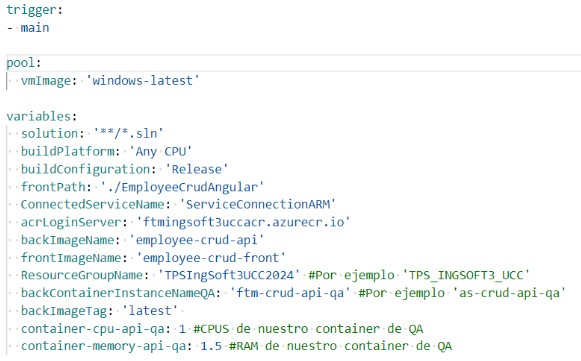 trigger:
- main
pool:
vmImage: 'windows-latest'
variables:
solution: '**/*.sln'
buildPlatform: 'Any CPU'
buildConfiguration: 'Release'
frontPath: './EmployeeCrudAngular'
ConnectedServiceName: 'ServiceConnectionARM'
acrLoginServer: 'ftmingsoft3uccacr.azurecr.io'
backImageName: 'employee-crud-api'
frontImageName: 'employee-crud-front'
ResourceGroupName: 'TPSIngSoft3UCC2024' #Por ejemplo 'TPS_INGSOFT3_UCC'
backContainerInstanceNameQA: 'ftm-crud-api-qa' #Por ejemplo 'as-crud-api-qa'
backImageTag: 'latest'
container-cpu-api-qa: 1 #CPUS de nuestro container de QA
container-memory-api-qa: 1.5 #RAM de nuestro container de QA